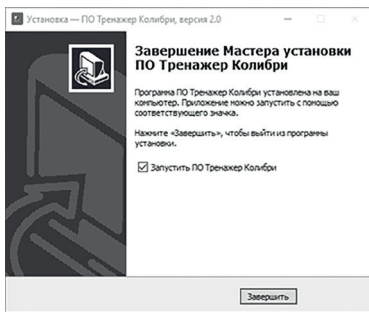 Установка — ПО Тренажер Колибри, версия 2.0
Завершение Мастера установки
ПО Тренажер Колибри
Программа ПО Тренажер Колибри установлена на ваш
компьютер. Приложение можно запустить с помощью
соответствующего значка.
Нажмите «Завершить», чтобы выйти из программы
установки.
Запустить ПО Тренажер Колибри
Завершить